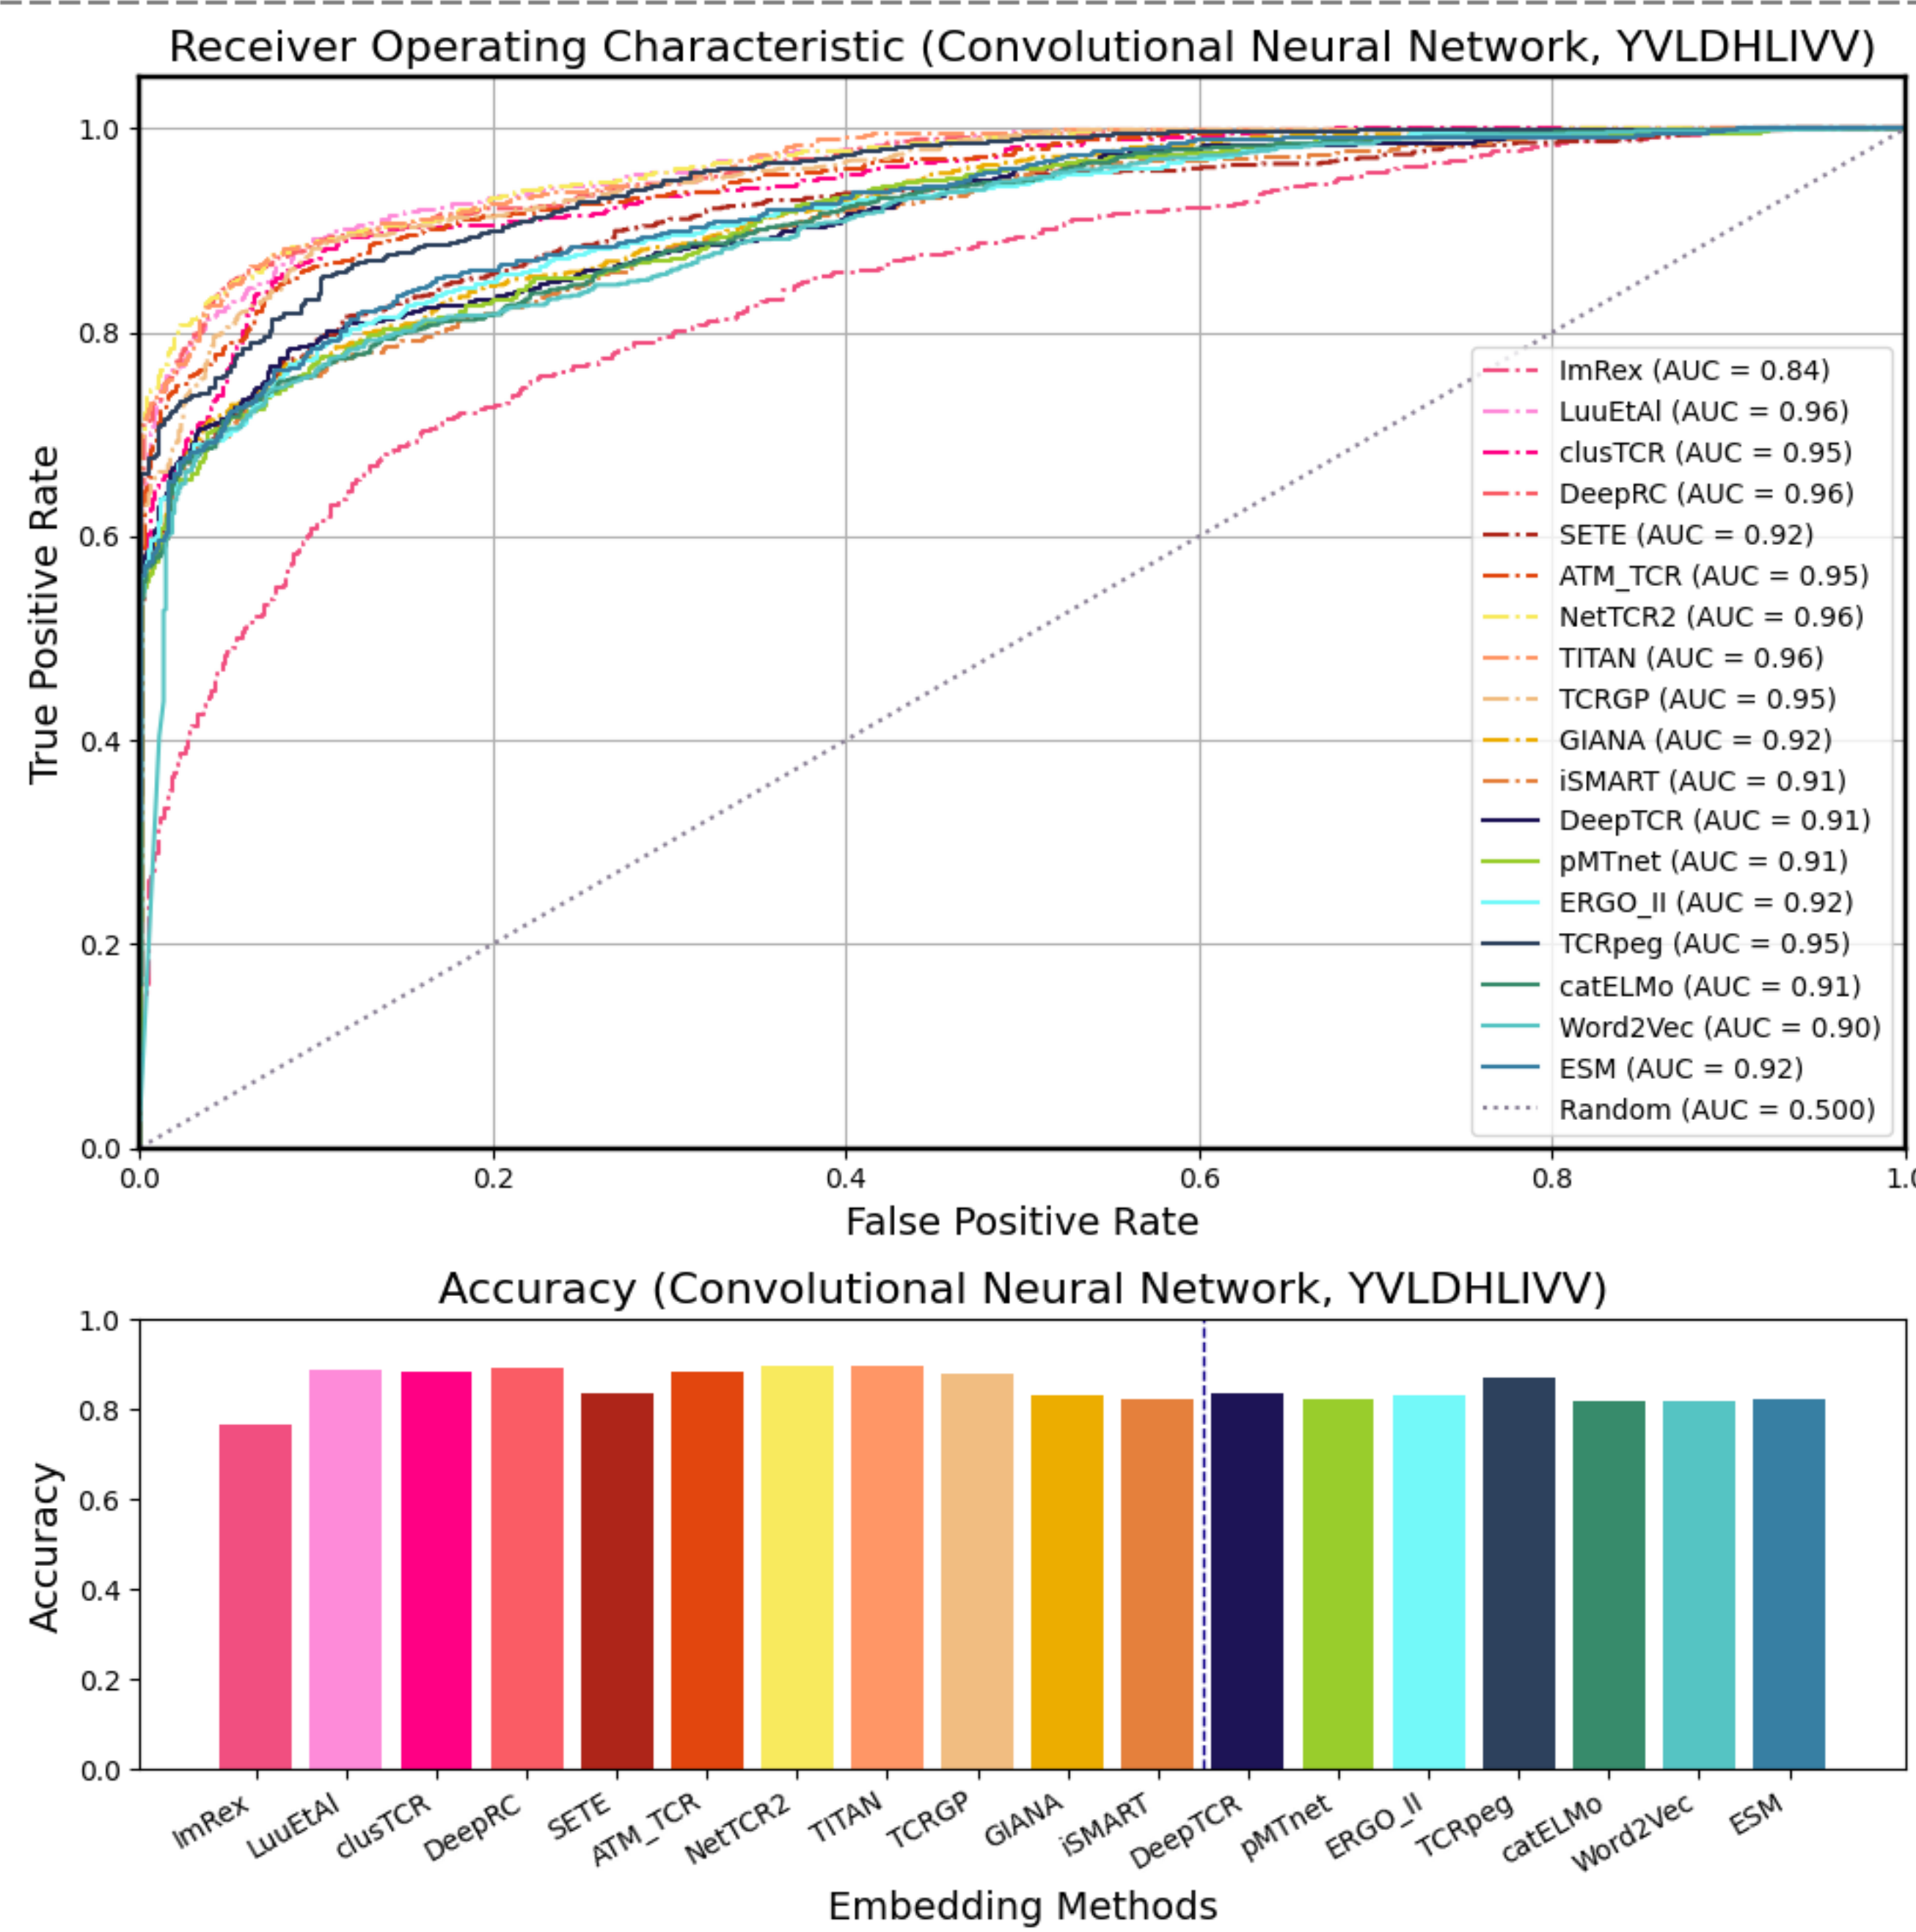 Receiver Operating Characteristic (Convolutional Neural Network, YVLDHLIVV)
1.0
0.8
0.6
0.4
0.2
0.0
True Positive Rate
ImRex (AUC = 0.84)
LuuEtAl (AUC = 0.96)
clusTCR (AUC = 0.95)
DeepRC (AUC = 0.96)
SETE (AUC = 0.92)
ATM_TCR (AUC = 0.95)
NetTCR2 (AUC = 0.96)
TITAN (AUC = 0.96)
TCRGP (AUC = 0.95)
GIANA (AUC = 0.92)
iSMART (AUC = 0.91)
DeepTCR (AUC = 0.91)
pMTnet (AUC = 0.91)
ERGO_II (AUC = 0.92)
TCRpeg (AUC = 0.95)
catELMo (AUC = 0.91)
Word2Vec (AUC = 0.90)
ESM (AUC = 0.92)
Random (AUC = 0.500)
0.0 0.2 0.4 0.6 0.8 1.0
False Positive Rate
Accuracy (Convolutional Neural Network, YVLDHLIVV)
1.0
0.8
0.6
0.4
0.2
0.0
Accuracy
ImRex LuuEtAl clusTCR DeepRC SETE ATM_TCR NetTCR2 TITAN TCRGP GIANA iSMART DeepTCR pMTnet ERGO_II TCRpeg catELMo Word2Vec ESM
Embedding Methods